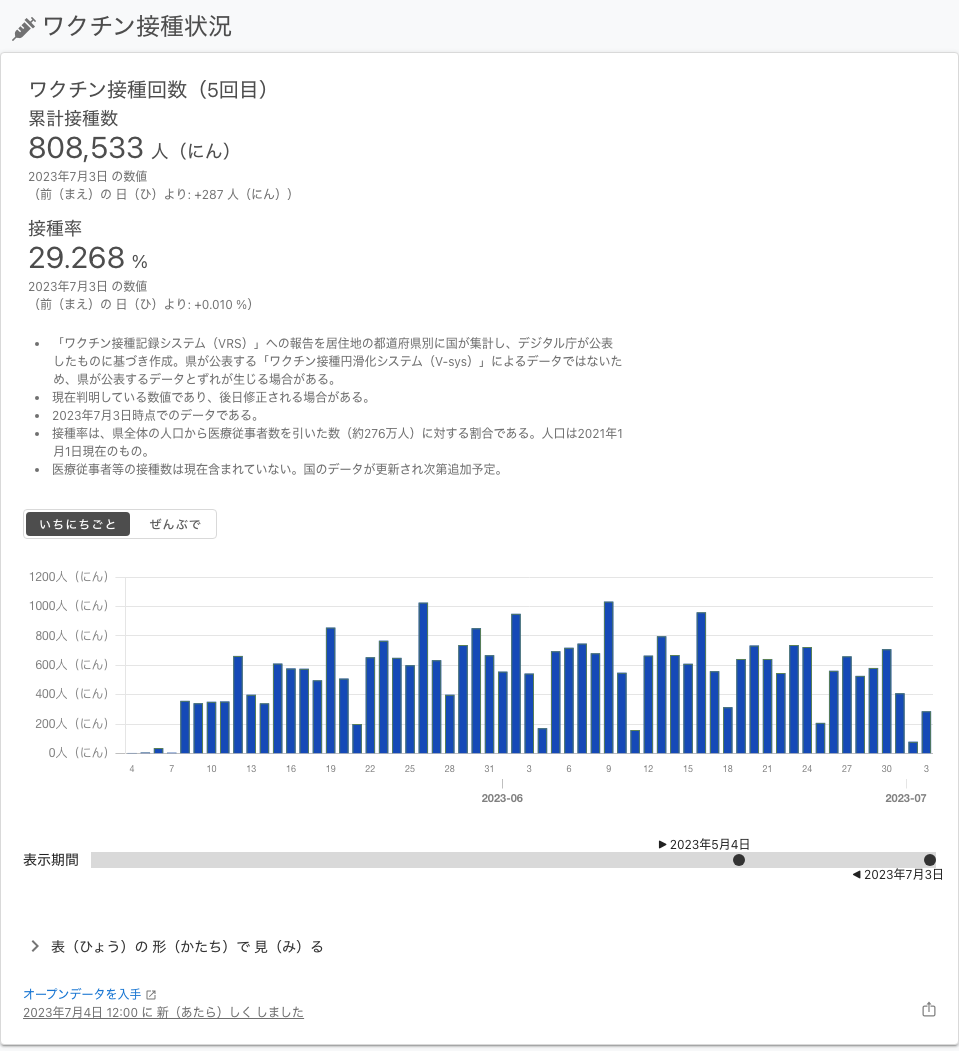 ワクチン接種状況
ワクチン接種回数（5回目）
累計接種数
808,533 人（にん）
2023年7月3日 の数値
（前（まえ）の 日（ひ）より: +287 人（にん））
接種率
29.268 %
2023年7月3日 の数値
（前（まえ）の 日（ひ）より: +0.010 %）
• 「ワクチン接種記録システム（VRS）」への報告を居住地の都道府県別に国が集計し、デジタル庁が公表
したものに基づき作成。県が公表する「ワクチン接種円滑化システム（V-sys）」によるデータではないた
め、県が公表するデータとずれが生じる場合がある。
• 現在判明している数値であり、後日修正される場合がある。
• 2023年7月3日時点でのデータである。
• 接種率は、県全体の人口から医療従事者数を引いた数（約276万人）に対する割合である。人口は2021年1
月1日現在のもの。
• 医療従事者等の接種数は現在含まれていない。国のデータが更新され次第追加予定。
いちにちごと ぜんぶで
1200人（にん）
1000人（にん）
800人（にん）
600人（にん）
400人（にん）
200人（にん）
0人（にん）
4 7 10 13 16 19 22 25 28 31 3 6 9 12 15 18 21 24 27 30 3
2023-06 2023-07
▶ 2023年5月4日
表示期間
◀ 2023年7月3日
表（ひょう）の 形（かたち）で 見（み）る
オープンデータを入手
2023年7月4日 12:00 に 新（あたら）しく しました